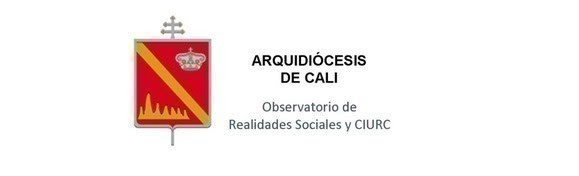 ARQUIDIÓCESIS
DE CALI
Observatorio de
Realidades Sociales y CIURC